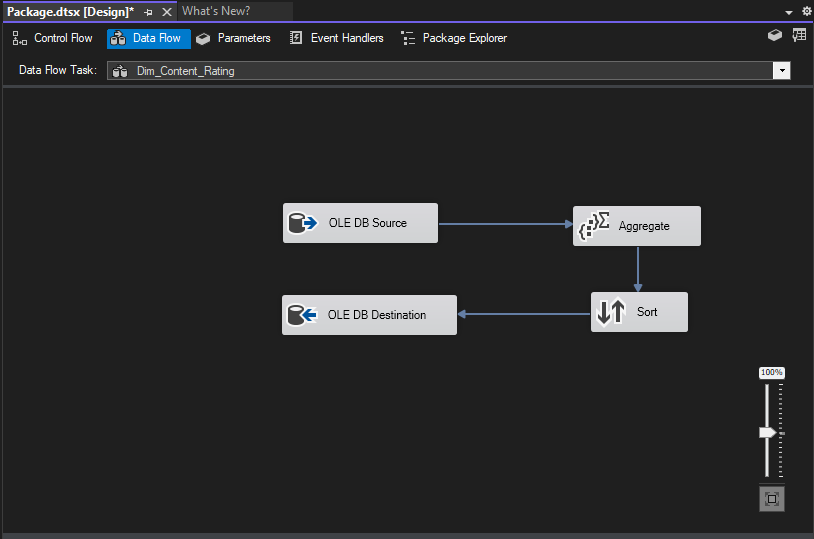 Package.dtsx [Design]*
What's New?
Control Flow
Data Flow
Parameters
Event Handlers
Package Explorer
Data Flow Task:
Dim_Content_Rating
OLE DB Source
Aggregate
OLE DB Destination
Sort
100%